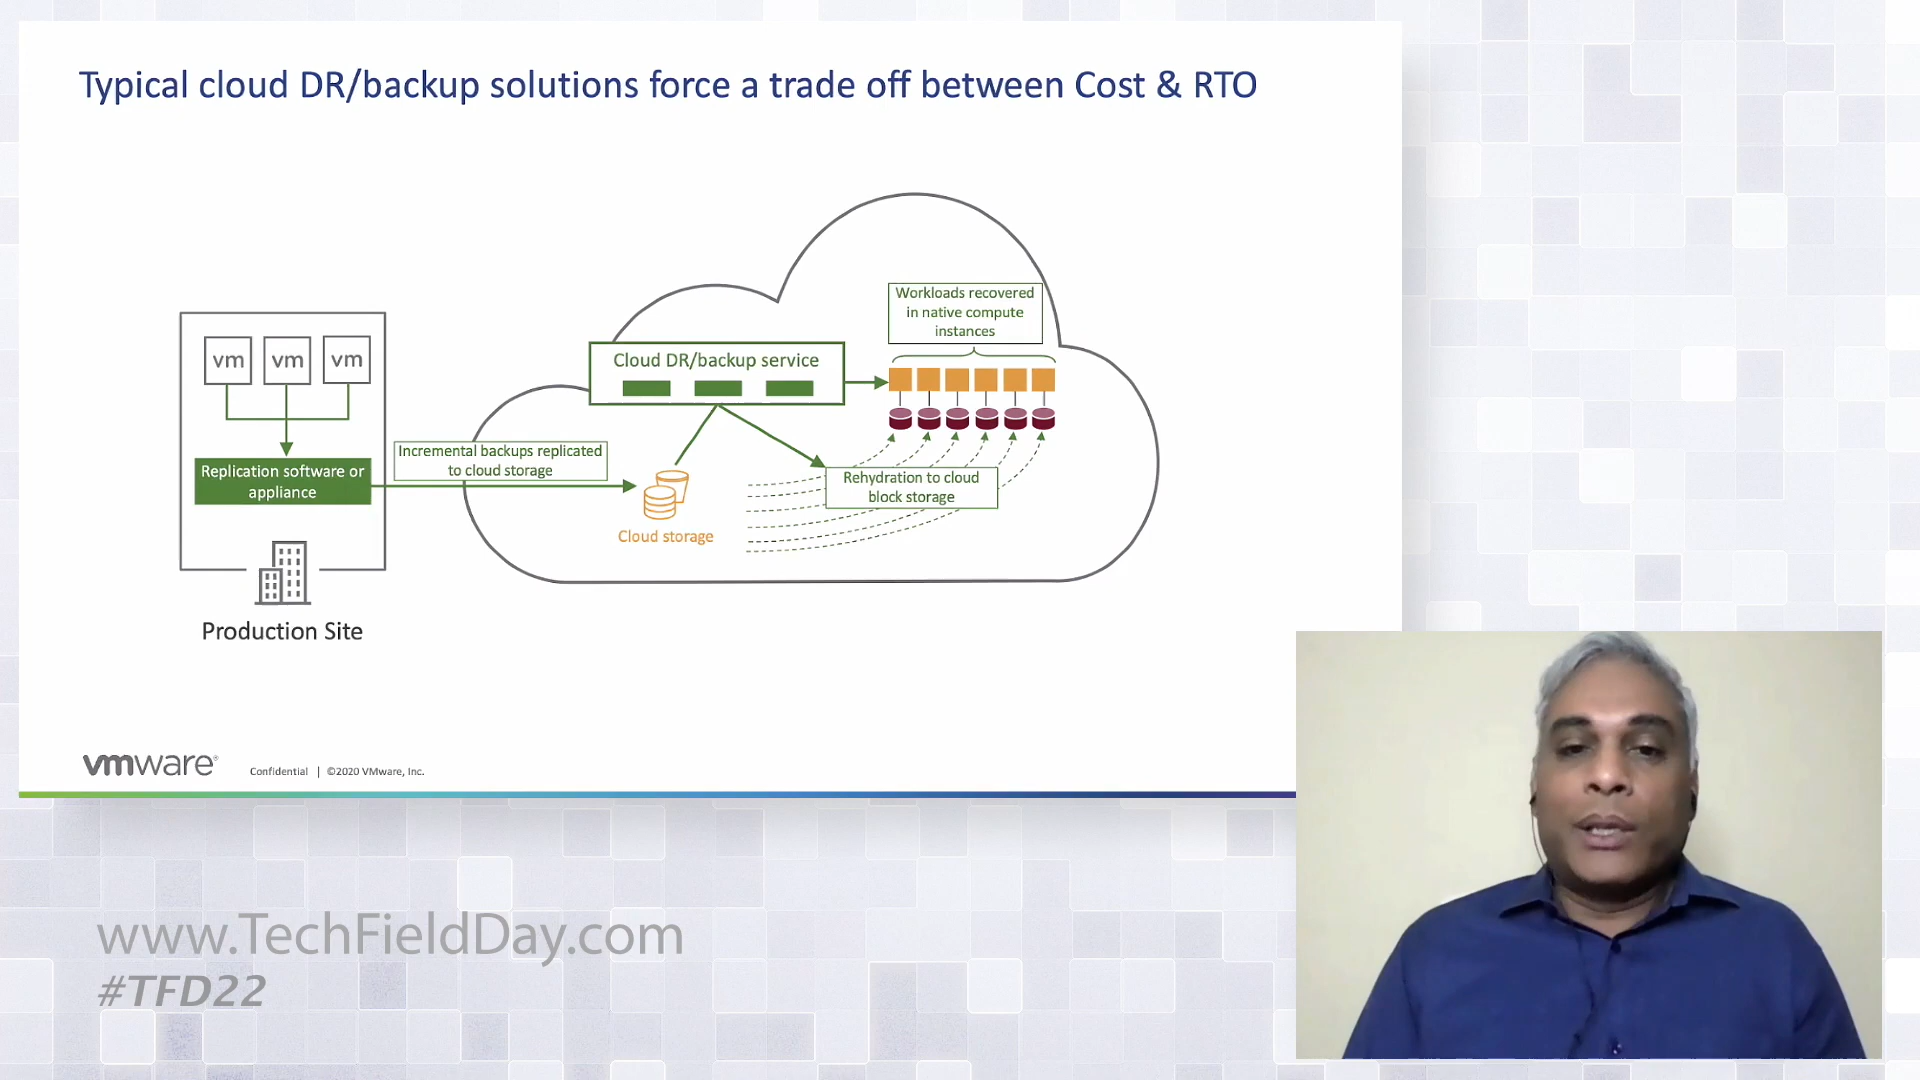 Typical cloud DR/backup solutions force a trade off between Cost & RTO
Workloads recovered
in native compute
instances
Cloud DR/backup service
vm vm vm
Incremental backups replicated
to cloud storage
Replication software or
appliance
Rehydration to cloud
block storage
Cloud storage
Production Site
vmware®
Confidential | ©2020 VMware, Inc.
www.TechFieldDay.com
#TFD22